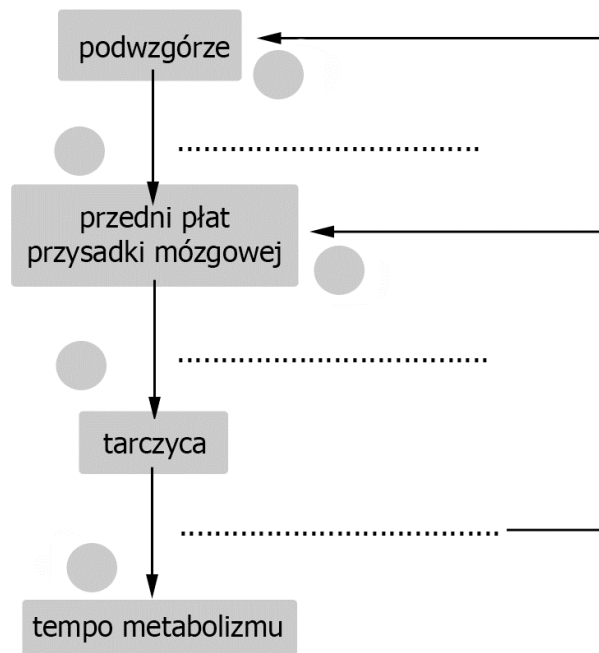 podwzgórze
przedni płat
przysadki mózgowej
tarczyca
tempo metabolizmu